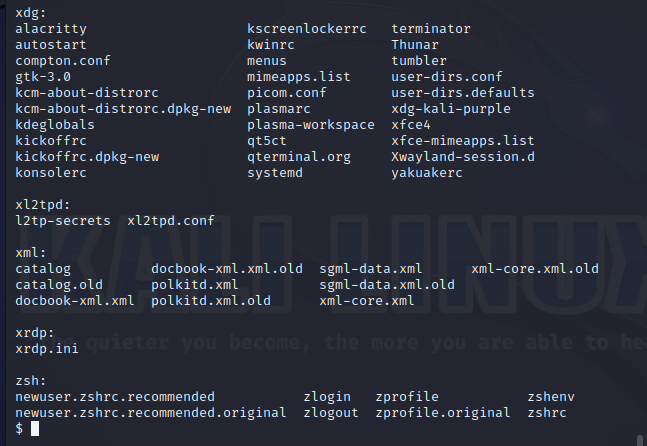 xdg:
alacritty kscreenlockerrc terminator
autostart kwinrc Thunar
compton.conf menus tumbler
gtk-3.0 mimeapps.list user-dirs.conf
kcm-about-distrorc picom.conf user-dirs.defaults
kcm-about-distrorc.dpkg-new plasmarc xdg-kali-purple
kdeglobals plasma-workspace xfce4
kickoffrc qt5ct xfce-mimeapps.list
kickoffrc.dpkg-new qterminal.org Xwayland-session.d
konsolerc systemd yakuakerc
xl2tpd:
l2tp-secrets xl2tpd.conf
KALI LINUX
xml:
catalog docbook-xml.xml.old sgml-data.xml xml-core.xml.old
catalog.old polkitd.xml sgml-data.xml.old
docbook-xml.xml polkitd.xml.old xml-core.xml
xrdp:
quieter you become, the more you are able to hea
xrdp.ini
zsh:
newuser.zshrc.recommended zlogin zprofile zshenv
newuser.zshrc.recommended.original zlogout zprofile.original zshrc
$